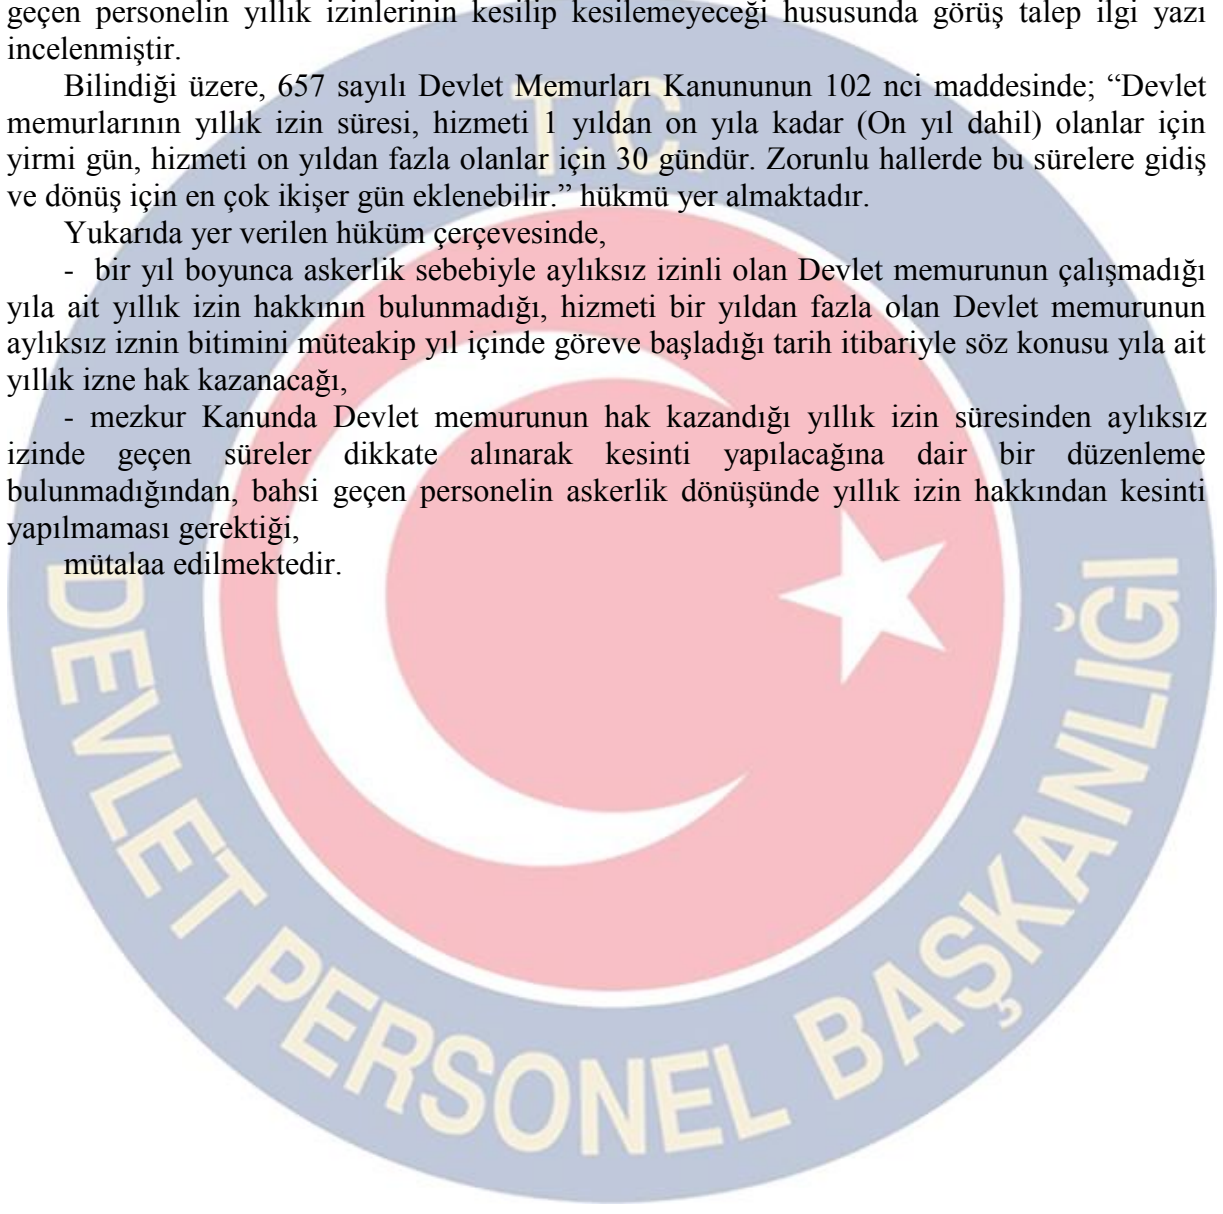 geçen personelin yıllık izinlerinin kesilip kesilemeyeceği hususunda görüş talep ilgi yazı
incelenmiştir.
Bilindiği üzere, 657 sayılı Devlet Memurları Kanununun 102 nci maddesinde; “Devlet
memurlarının yıllık izin süresi, hizmeti 1 yıldan on yıla kadar (On yıl dahil) olanlar için
yirmi gün, hizmeti on yıldan fazla olanlar için 30 gündür. Zorunlu hallerde bu sürelere gidiş
ve dönüş için en çok ikişer gün eklenebilir.” hükmü yer almaktadır.
Yukarıda yer verilen hüküm çerçevesinde,
- bir yıl boyunca askerlik sebebiyle aylıksız izinli olan Devlet memurunun çalışmadığı
yıla ait yıllık izin hakkının bulunmadığı, hizmeti bir yıldan fazla olan Devlet memurunun
aylıksız iznin bitimini müteakip yıl içinde göreve başladığı tarih itibariyle söz konusu yıla ait
yıllık izne hak kazanacağı,
- mezkur Kanunda Devlet memurunun hak kazandığı yıllık izin süresinden aylıksız
izinde geçen süreler dikkate alınarak kesinti yapılacağına dair bir düzenleme
bulunmadığından, bahsi geçen personelin askerlik dönüşünde yıllık izin hakkından kesinti
yapılmaması gerektiği,
mütalaa edilmektedir.
T.C.
DEVLET PERSONEL BAŞKANLIĞI